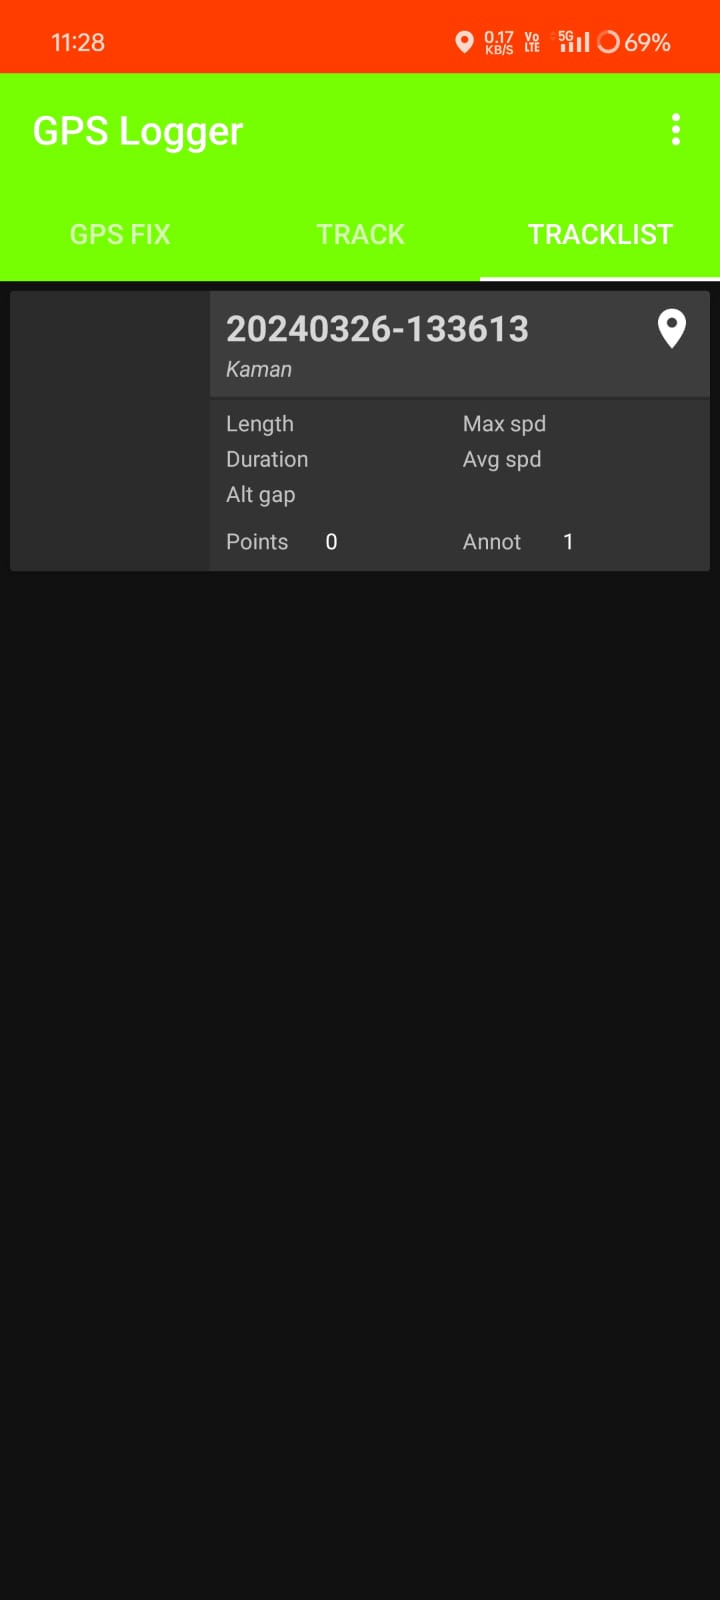 11:28 0.17 KB/S Vo LTE 5G 69%
GPS Logger
GPS FIX TRACK TRACKLIST
20240326-133613
Kaman
Length Max spd
Duration Avg spd
Alt gap
Points 0 Annot 1